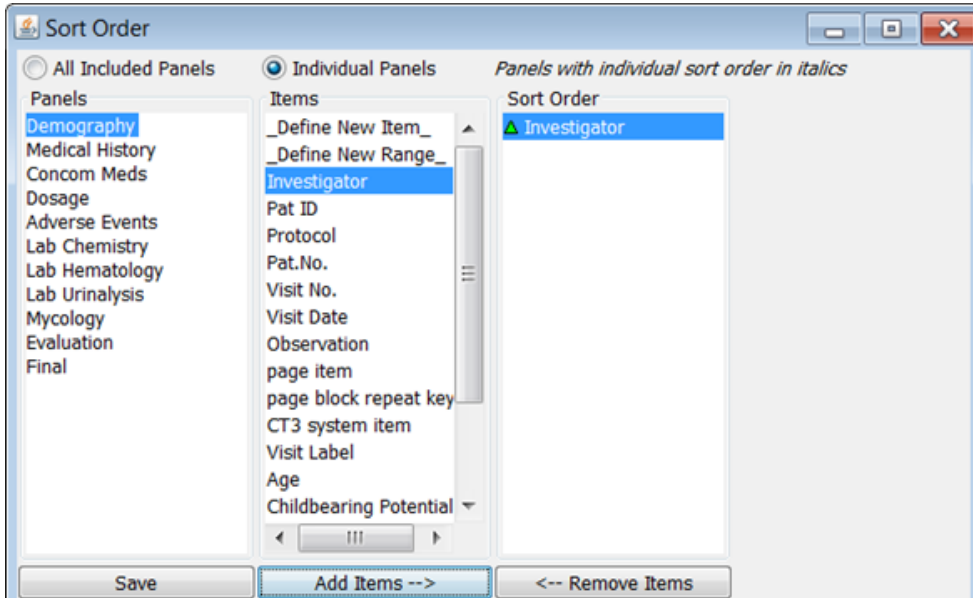 Sort Order
All Included Panels
Individual Panels
Panels with individual sort order in italics
Panels
Demography
Medical History
Concom Meds
Dosage
Adverse Events
Lab Chemistry
Lab Hematology
Lab Urinalysis
Mycology
Evaluation
Final
Items
_Define New Item_
_Define New Range_
Investigator
Pat ID
Protocol
Pat.No.
Visit No.
Visit Date
Observation
page item
page block repeat key
CT3 system item
Visit Label
Age
Childbearing Potential
Sort Order
Investigator
Save
Add Items -->
<-- Remove Items